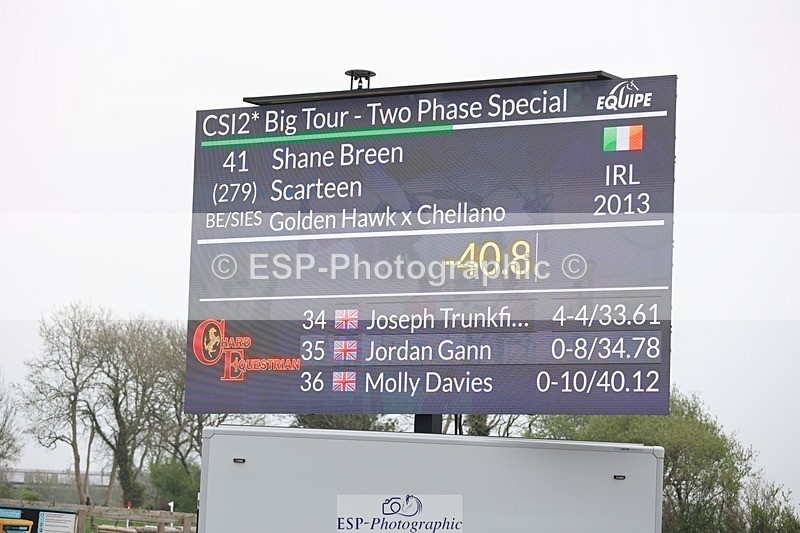 CSI2* Big Tour - Two Phase Special
EQUIPE
41 Shane Breen
(279) Scarteen IRL
BE/SIES Golden Hawk x Chellano 2013
-40.8
© ESP-Photographic ©
34 Joseph Trunkfi... 4-4/33.61
35 Jordan Gann 0-8/34.78
36 Molly Davies 0-10/40.12
CHARD
EQUESTRIAN
ESP-Photographic